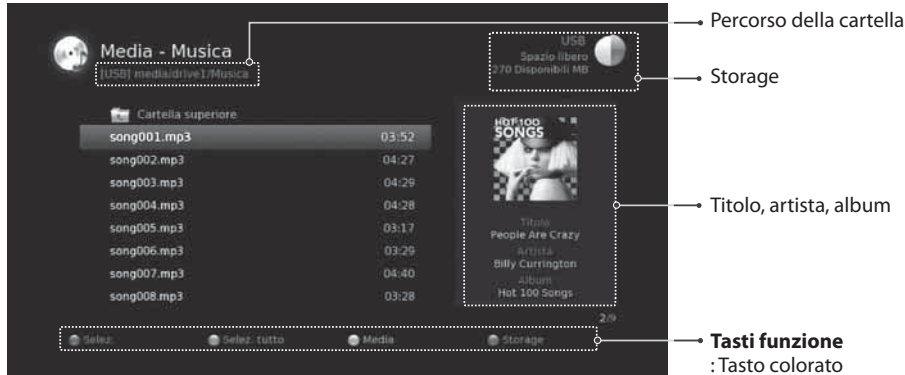 Media - Musica
[USB] media/drive1/Musica
USB
Spazio libero
270 Disponibili MB
Cartella superiore
song001.mp3 03:52
song002.mp3 04:27
song003.mp3 04:29
song004.mp3 04:28
song005.mp3 03:17
song006.mp3 03:29
song007.mp3 04:40
song008.mp3 03:28
HOT 100
SONGS
Titolo
People Are Crazy
Artista
Billy Currington
Album
Hot 100 Songs
2/9
Selez. Selez. tutto Media Storage
Percorso della cartella
Storage
Titolo, artista, album
Tasti funzione
: Tasto colorato